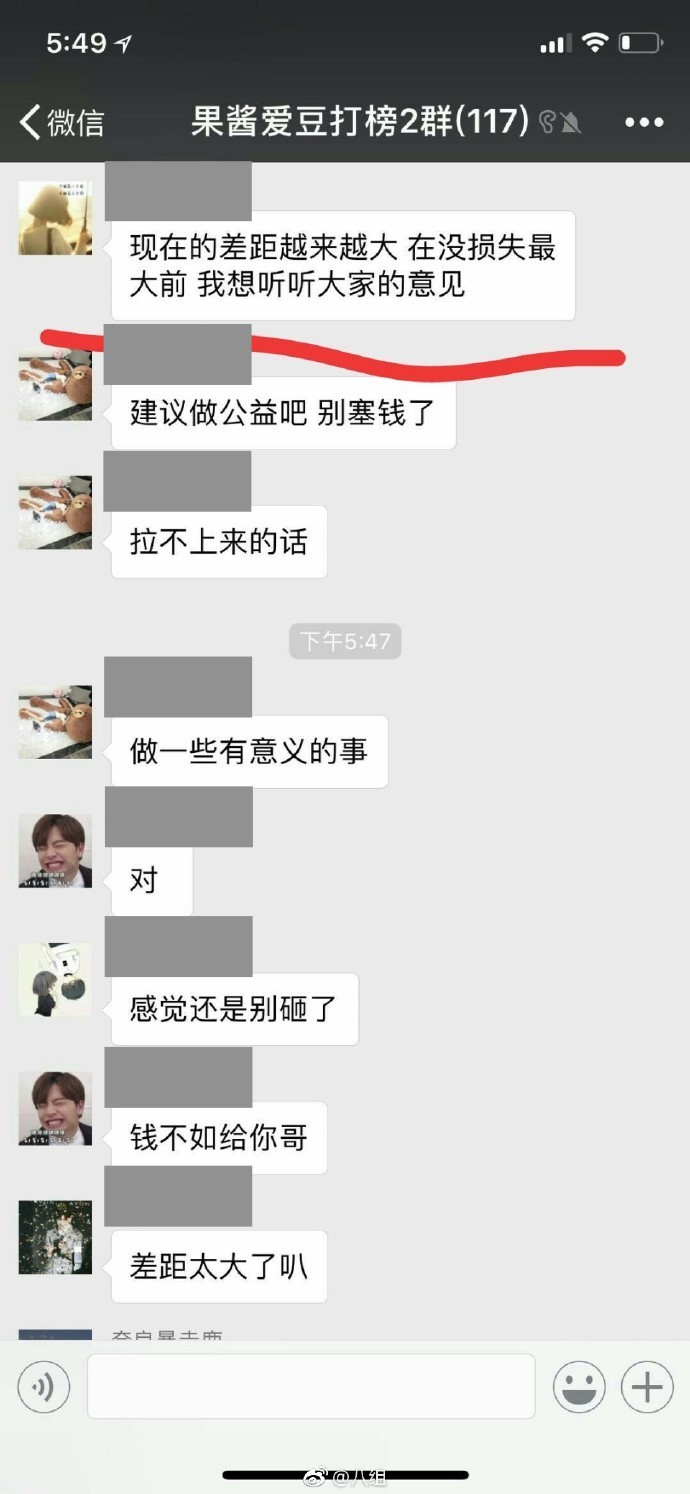 5:49
微信
果酱爱豆打榜2群(117)
现在的差距越来越大 在没损失最
大前 我想听听大家的意见
建议做公益吧 别塞钱了
拉不上来的话
下午5:47
做一些有意义的事
对
感觉还是别砸了
钱不如给你哥
差距太大了叭
@八组